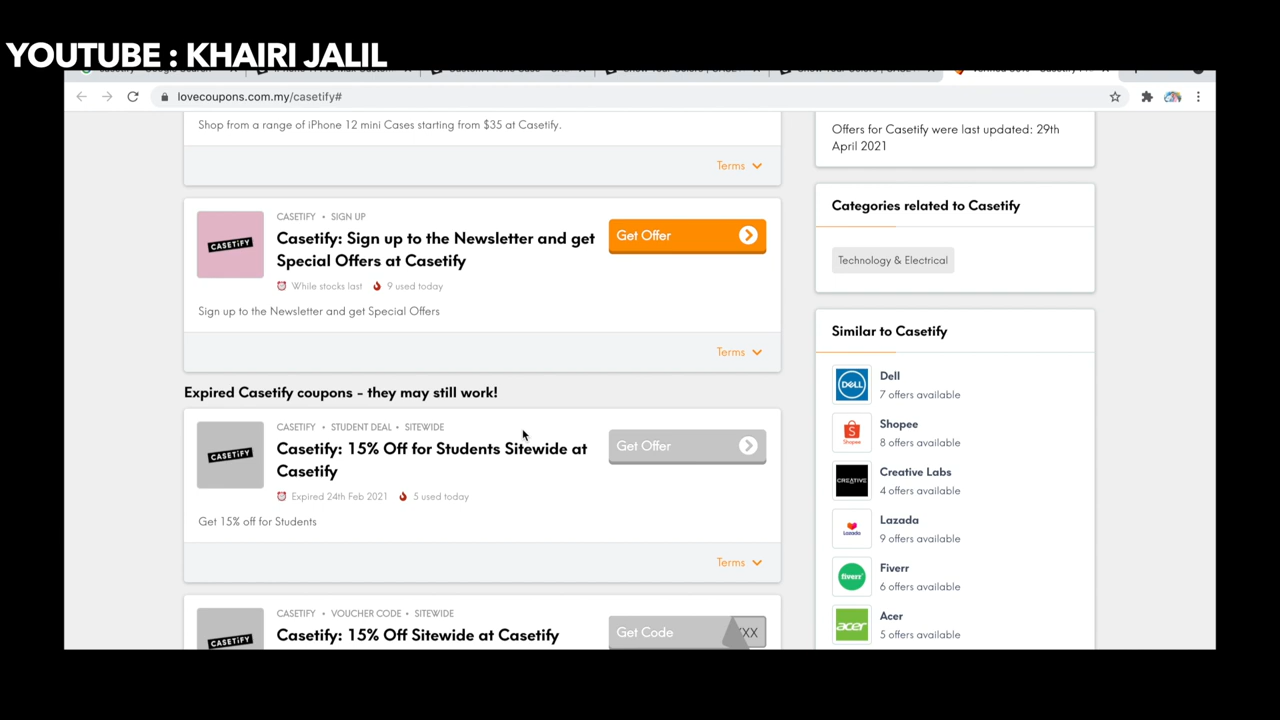 YOUTUBE : KHAIRI JALIL
lovecoupons.com.my/casetify#
Shop from a range of iPhone 12 mini Cases starting from $35 at Casetify.
Terms
Offers for Casetify were last updated: 29th
April 2021
CASETIFY • SIGN UP
CASETiFY
Casetify: Sign up to the Newsletter and get
Special Offers at Casetify
While stocks last 9 used today
Get Offer
Sign up to the Newsletter and get Special Offers
Terms
Categories related to Casetify
Technology & Electrical
Expired Casetify coupons - they may still work!
CASETIFY • STUDENT DEAL • SITEWIDE
CASETiFY
Casetify: 15% Off for Students Sitewide at
Casetify
Expired 24th Feb 2021 5 used today
Get Offer
Get 15% off for Students
Terms
CASETIFY • VOUCHER CODE • SITEWIDE
CASETiFY
Casetify: 15% Off Sitewide at Casetify
Get Code XX
Similar to Casetify
DELL
Dell
7 offers available
Shopee
Shopee
8 offers available
CREATIVE
Creative Labs
4 offers available
Lazada
Lazada
9 offers available
fiverr
Fiverr
6 offers available
acer
Acer
5 offers available